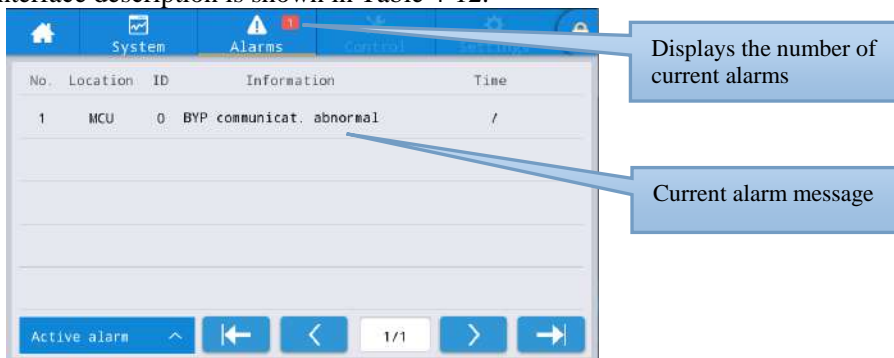 interface description is shown in Table 4-12.
System
Alarms
1
Control
Settings
Displays the number of
current alarms
No. Location ID Information Time
1 MCU 0 BYP communicat. abnormal /
Current alarm message
Active alarm
1/1